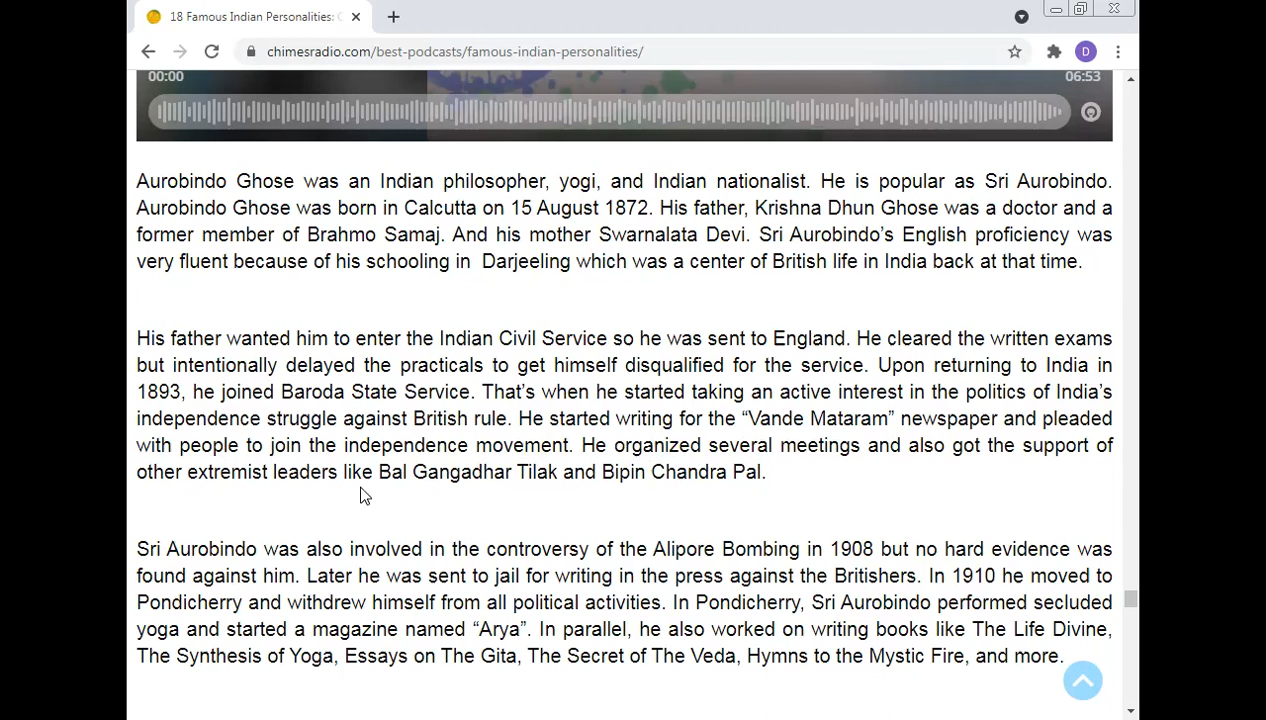 18 Famous Indian Personalities:
chimesradio.com/best-podcasts/famous-indian-personalities/
D
00:00
06:53
Aurobindo Ghose was an Indian philosopher, yogi, and Indian nationalist. He is popular as Sri Aurobindo.
Aurobindo Ghose was born in Calcutta on 15 August 1872. His father, Krishna Dhun Ghose was a doctor and a
former member of Brahmo Samaj. And his mother Swarnalata Devi. Sri Aurobindo’s English proficiency was
very fluent because of his schooling in  Darjeeling which was a center of British life in India back at that time.
His father wanted him to enter the Indian Civil Service so he was sent to England. He cleared the written exams
but intentionally delayed the practicals to get himself disqualified for the service. Upon returning to India in
1893, he joined Baroda State Service. That’s when he started taking an active interest in the politics of India’s
independence struggle against British rule. He started writing for the “Vande Mataram” newspaper and pleaded
with people to join the independence movement. He organized several meetings and also got the support of
other extremist leaders like Bal Gangadhar Tilak and Bipin Chandra Pal.
Sri Aurobindo was also involved in the controversy of the Alipore Bombing in 1908 but no hard evidence was
found against him. Later he was sent to jail for writing in the press against the Britishers. In 1910 he moved to
Pondicherry and withdrew himself from all political activities. In Pondicherry, Sri Aurobindo performed secluded
yoga and started a magazine named “Arya”. In parallel, he also worked on writing books like The Life Divine,
The Synthesis of Yoga, Essays on The Gita, The Secret of The Veda, Hymns to the Mystic Fire, and more.